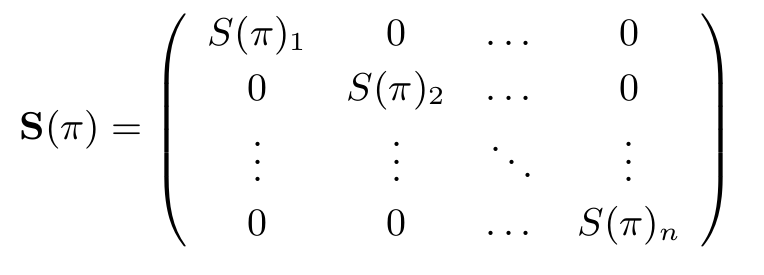 S(π)₁ 0 … 0
0 S(π)₂ … 0
S(π) = ( ⋮ ⋮ ⋱ ⋮ )
0 0 … S(π)ₙ